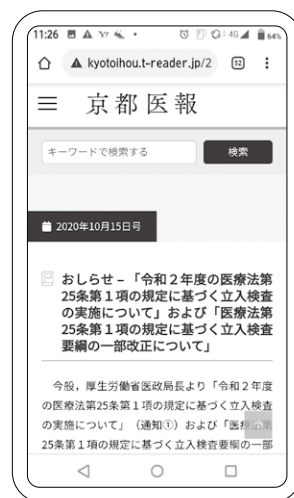 11:26
4G 64%
kyotoihou.t-reader.jp/2 52
京都医報
キーワードで検索する 検索
2020年10月15日号
おしらせ – 「令和2年度の医療法第
25条第1項の規定に基づく立入検査
の実施について」および「医療法第
25条第1項の規定に基づく立入検査
要綱の一部改正について」
今般，厚生労働省医政局長より「令和2年度
の医療法第25条第1項の規定に基づく立入検査
の実施について」（通知①）および「医療法第
25条第1項の規定に基づく立入検査要綱の一部